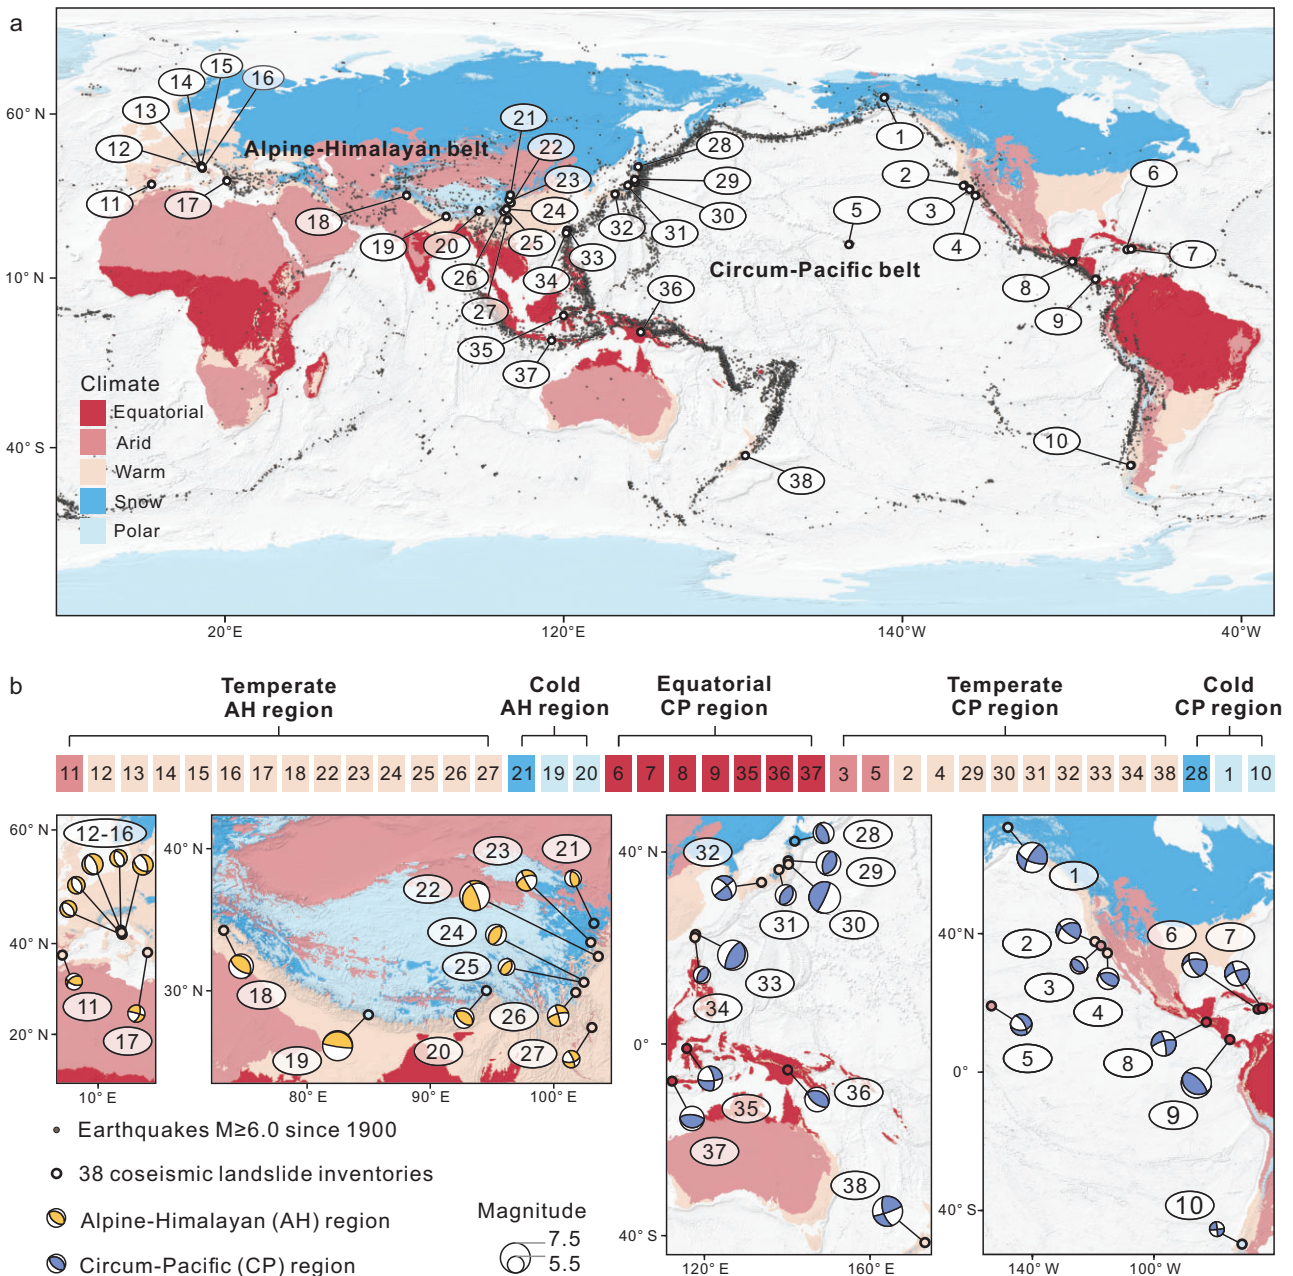 a
60° N
10° N
40° S
20°E
120°E
140°W
40°W
Alpine-Himalayan belt
Circum-Pacific belt
1
2
3
4
5
6
7
8
9
10
11
12
13
14
15
16
17
18
19
20
21
22
23
24
25
26
27
28
29
30
31
32
33
34
35
36
37
38
Climate
Equatorial
Arid
Warm
Snow
Polar
b
Temperate
AH region
Cold
AH region
Equatorial
CP region
Temperate
CP region
Cold
CP region
11 12 13 14 15 16 17 18 22 23 24 25 26 27 21 19 20 6 7 8 9 35 36 37 3 5 2 4 29 30 31 32 33 34 38 28 1 10
60° N
40° N
20° N
10° E
12-16
11
17
40° N
30° N
80° E
90° E
100° E
23
21
22
24
25
18
26
20
19
27
40° N
0°
40° S
120° E
160° E
28
32
29
31
30
33
34
36
35
37
38
40°N
0°
40° S
140° W
100° W
1
6
7
2
3
4
5
8
9
10
Earthquakes M≥6.0 since 1900
38 coseismic landslide inventories
Alpine-Himalayan (AH) region
Circum-Pacific (CP) region
Magnitude
7.5
5.5